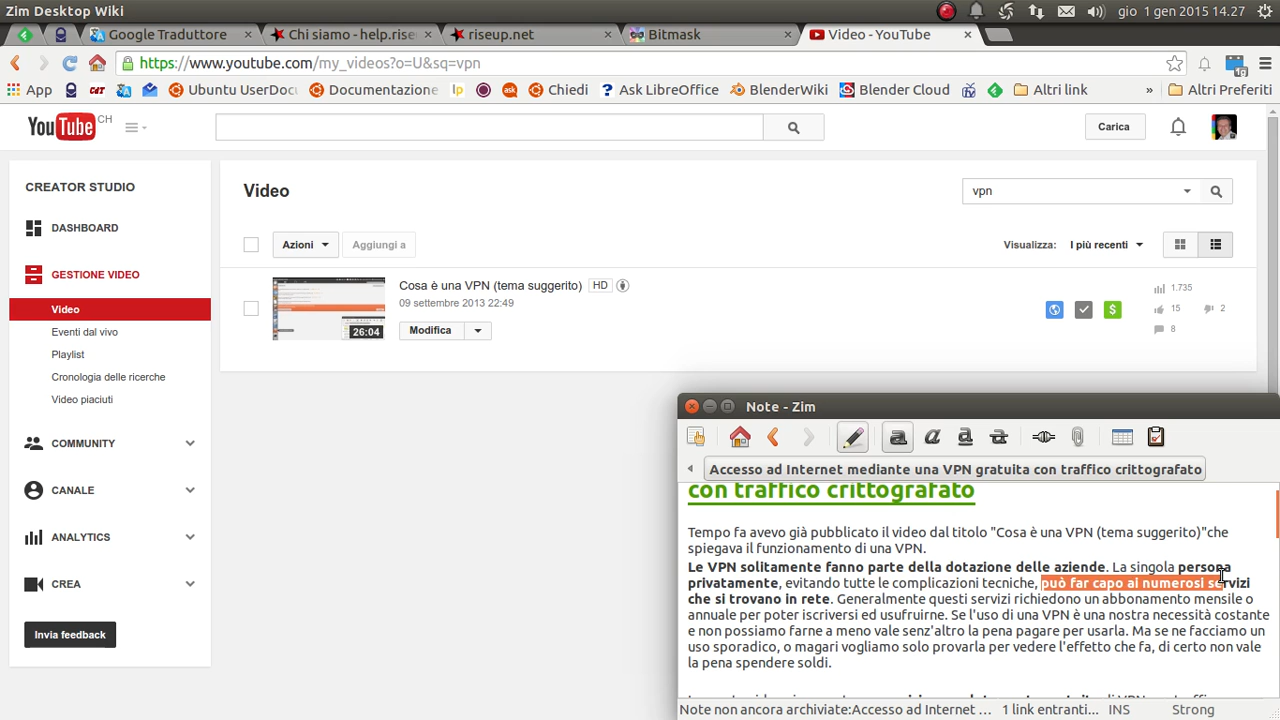 Zim Desktop Wiki
gio 1 gen 2015 14.27
Google Traduttore
Chi siamo - help.rise
riseup.net
Bitmask
Video - YouTube
https://www.youtube.com/my_videos?o=U&sq=vpn
App
CAT
Ubuntu UserDocu
Documentazione
lp
ask
Chiedi
Ask LibreOffice
BlenderWiki
Blender Cloud
Altri link
»
Altri Preferiti
YouTube CH
Carica
CREATOR STUDIO
DASHBOARD
GESTIONE VIDEO
Video
Eventi dal vivo
Playlist
Cronologia delle ricerche
Video piaciuti
COMMUNITY
CANALE
ANALYTICS
CREA
Invia feedback
Video
vpn
Azioni
Aggiungi a
Visualizza: I più recenti
26:04
Cosa è una VPN (tema suggerito) HD
09 settembre 2013 22:49
Modifica
$
1.735
15 2
8
Note - Zim
Accesso ad Internet mediante una VPN gratuita con traffico crittografato
con traffico crittografato
Tempo fa avevo già pubblicato il video dal titolo "Cosa è una VPN (tema suggerito)"che
spiegava il funzionamento di una VPN.
Le VPN solitamente fanno parte della dotazione delle aziende. La singola persona
privatamente, evitando tutte le complicazioni tecniche, può far capo ai numerosi servizi
che si trovano in rete. Generalmente questi servizi richiedono un abbonamento mensile o
annuale per poter iscriversi ed usufruirne. Se l'uso di una VPN è una nostra necessità costante
e non possiamo farne a meno vale senz'altro la pena pagare per usarla. Ma se ne facciamo un
uso sporadico, o magari vogliamo solo provarla per vedere l'effetto che fa, di certo non vale
la pena spendere soldi.
Note non ancora archiviate:Accesso ad Internet ...
1 link entranti...
INS
Strong